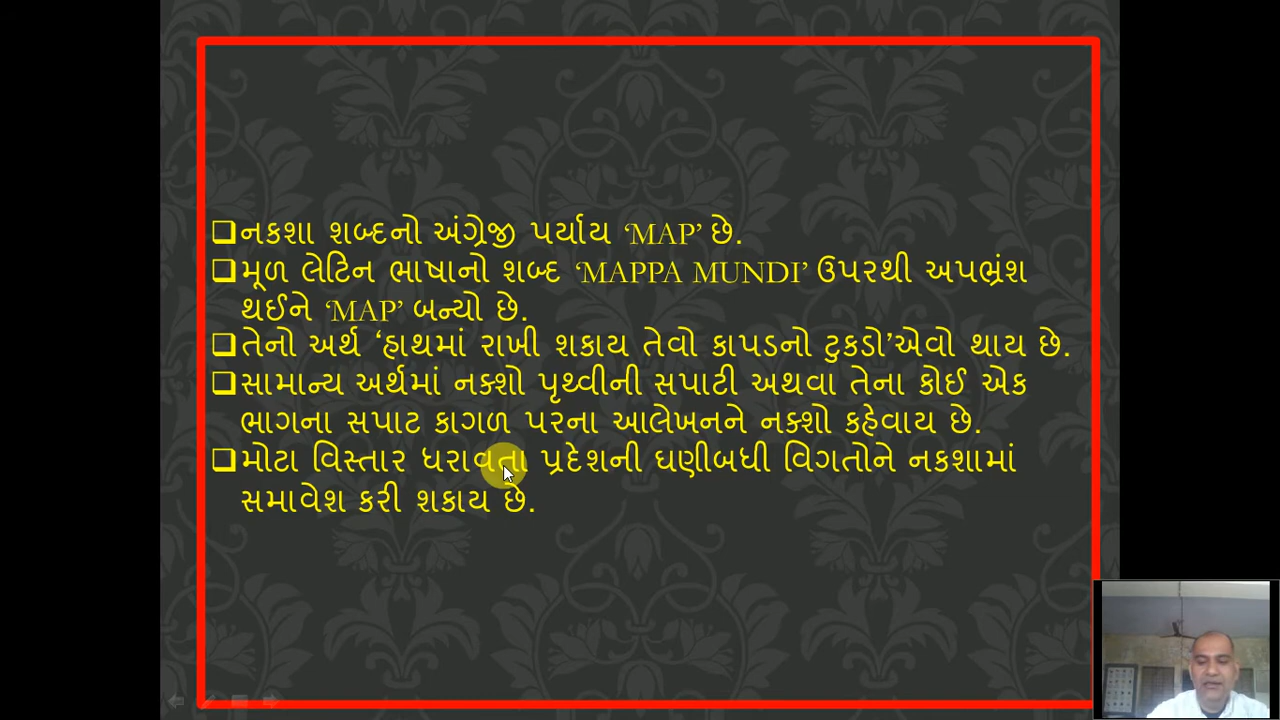 ❑નકશા શબ્દનો અંગ્રેજી પર્યાય ‘MAP’ છે.
❑મૂળ લેટિન ભાષાનો શબ્દ ‘MAPPA MUNDI’ ઉપરથી અપભ્રંશ
થઈને ‘MAP’ બન્યો છે.
❑તેનો અર્થ ‘હાથમાં રાખી શકાય તેવો કાપડનો ટુકડો’એવો થાય છે.
❑સામાન્ય અર્થમાં નક્શો પૃથ્વીની સપાટી અથવા તેના કોઈ એક
ભાગના સપાટ કાગળ પરના આલેખનને નક્શો કહેવાય છે.
❑મોટા વિસ્તાર ધરાવતા પ્રદેશની ઘણીબધી વિગતોને નકશામાં
સમાવેશ કરી શકાય છે.